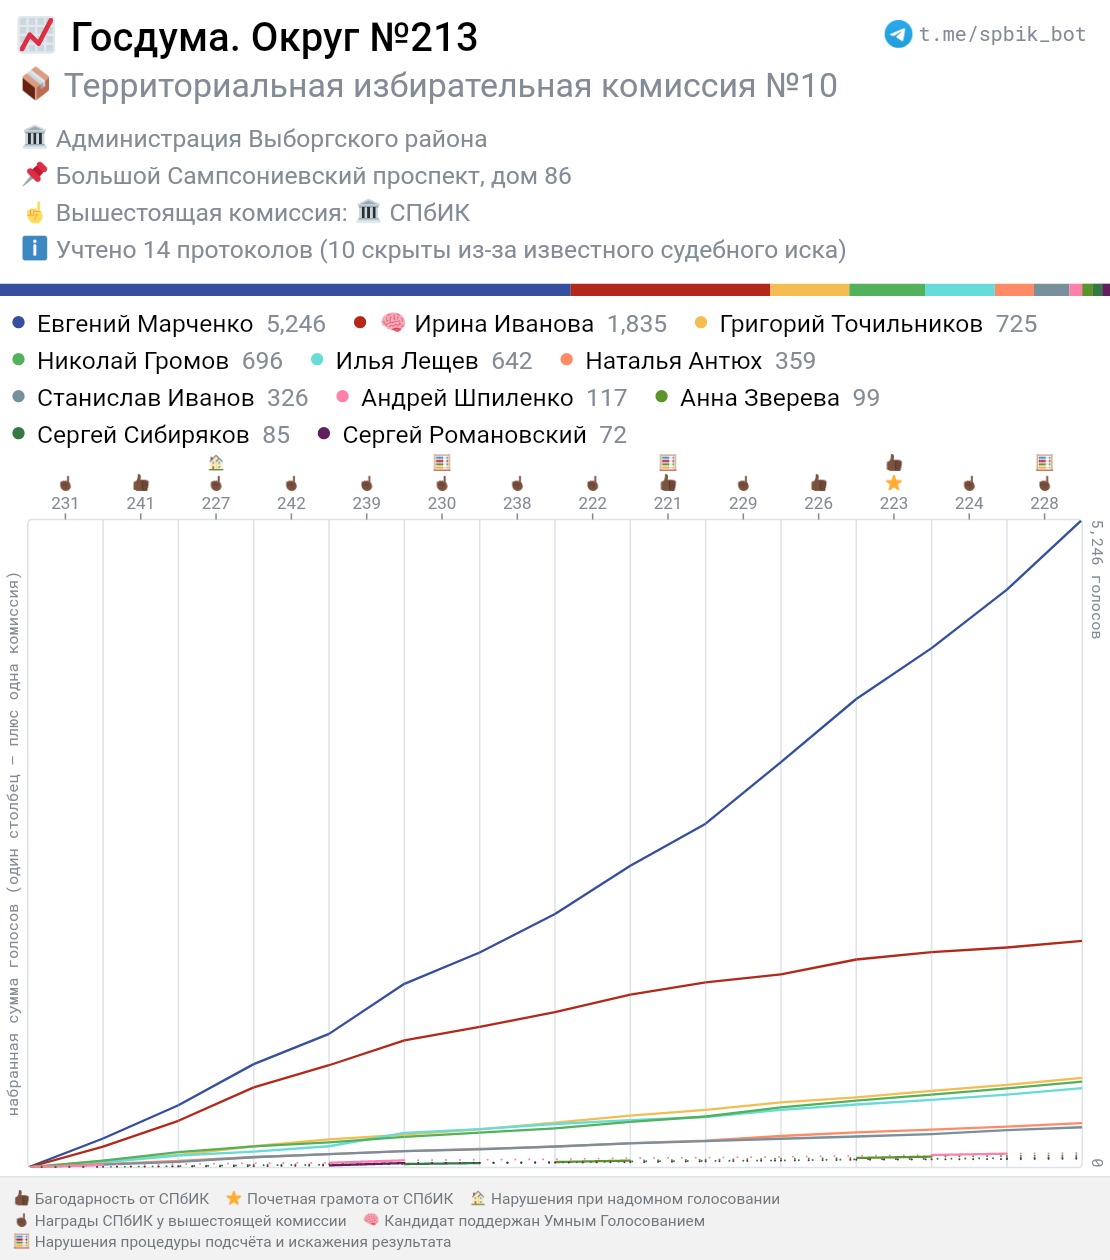 Госдума. Округ №213
t.me/spbik_bot
Территориальная избирательная комиссия №10
Администрация Выборгского района
Большой Сампсониевский проспект, дом 86
Вышестоящая комиссия: СПбИК
Учтено 14 протоколов (10 скрыты из-за известного судебного иска)
Евгений Марченко 5,246 Ирина Иванова 1,835 Григорий Точильников 725
Николай Громов 696 Илья Лещев 642 Наталья Антюх 359
Станислав Иванов 326 Андрей Шпиленко 117 Анна Зверева 99
Сергей Сибиряков 85 Сергей Романовский 72
231 241 227 242 239 230 238 222 221 229 226 223 224 228
набранная сумма голосов (один столбец – плюс одна комиссия)
5,246 голосов
0
Багодарность от СПбИК Почетная грамота от СПбИК Нарушения при надомном голосовании
Награды СПбИК у вышестоящей комиссии Кандидат поддержан Умным Голосованием
Нарушения процедуры подсчёта и искажения результата